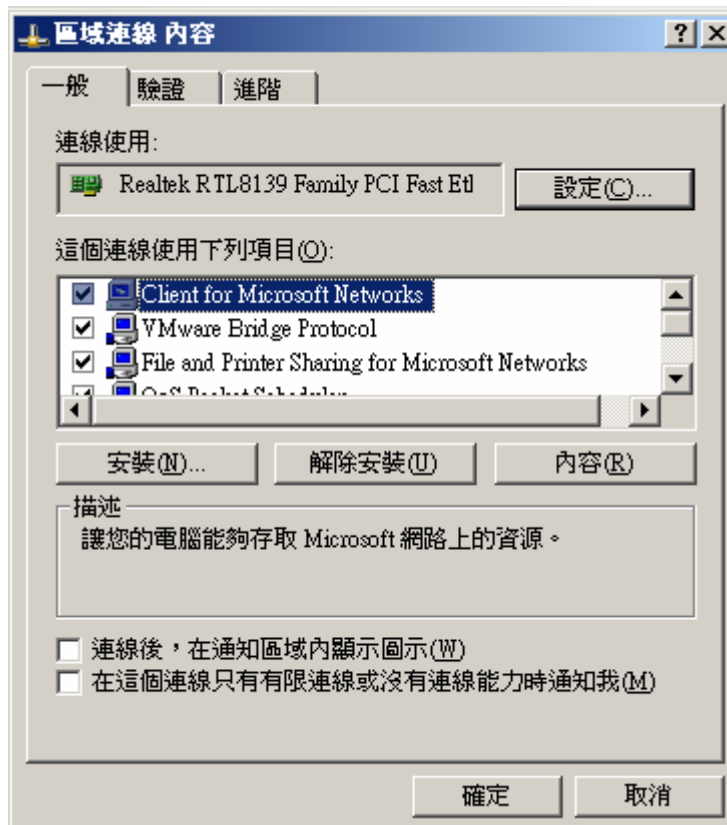 區域連線 內容
一般 驗證 進階
連線使用:
Realtek RTL8139 Family PCI Fast Etl
設定(C)...
這個連線使用下列項目(O):
Client for Microsoft Networks
VMware Bridge Protocol
File and Printer Sharing for Microsoft Networks
QoS Packet Scheduler
安裝(N)... 解除安裝(U) 內容(R)
描述
讓您的電腦能夠存取 Microsoft 網路上的資源。
連線後，在通知區域內顯示圖示(W)
在這個連線只有有限連線或沒有連線能力時通知我(M)
確定 取消